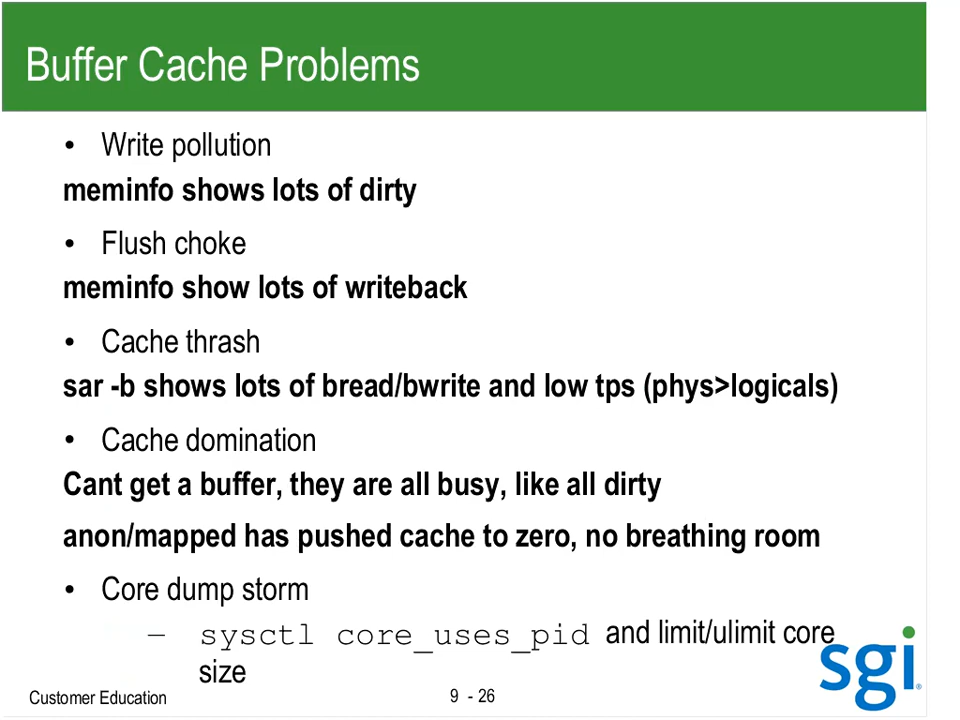 Buffer Cache Problems
• Write pollution
meminfo shows lots of dirty
• Flush choke
meminfo show lots of writeback
• Cache thrash
sar -b shows lots of bread/bwrite and low tps (phys>logicals)
• Cache domination
Cant get a buffer, they are all busy, like all dirty
anon/mapped has pushed cache to zero, no breathing room
• Core dump storm
– sysctl core_uses_pid and limit/ulimit core
size
sgi®
Customer Education
9 - 26